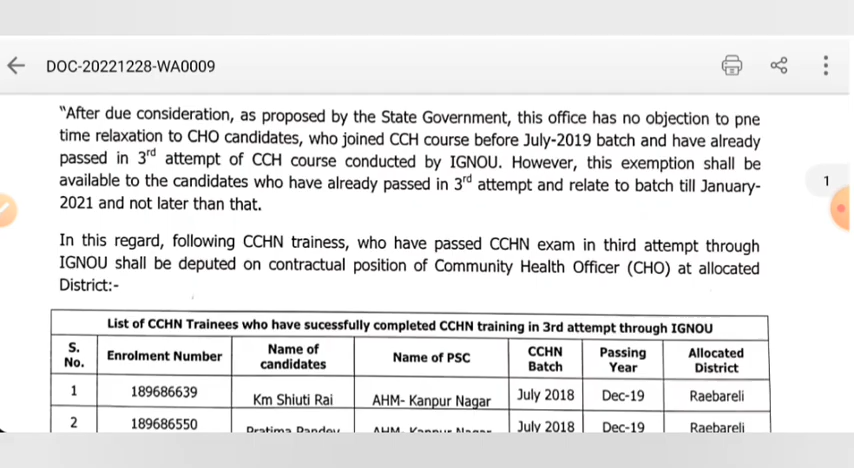 DOC-20221228-WA0009
"After due consideration, as proposed by the State Government, this office has no objection to pne
time relaxation to CHO candidates, who joined CCH course before July-2019 batch and have already
passed in 3rd attempt of CCH course conducted by IGNOU. However, this exemption shall be
available to the candidates who have already passed in 3rd attempt and relate to batch till January-
2021 and not later than that.
1
In this regard, following CCHN trainess, who have passed CCHN exam in third attempt through
IGNOU shall be deputed on contractual position of Community Health Officer (CHO) at allocated
District:-
List of CCHN Trainees who have sucessfully completed CCHN training in 3rd attempt through IGNOU
S. No. Enrolment Number Name of candidates Name of PSC CCHN Batch Passing Year Allocated District
1 189686639 Km Shiuti Rai AHM- Kanpur Nagar July 2018 Dec-19 Raebareli
2 189686550 July 2018 Dec-19 Raebareli